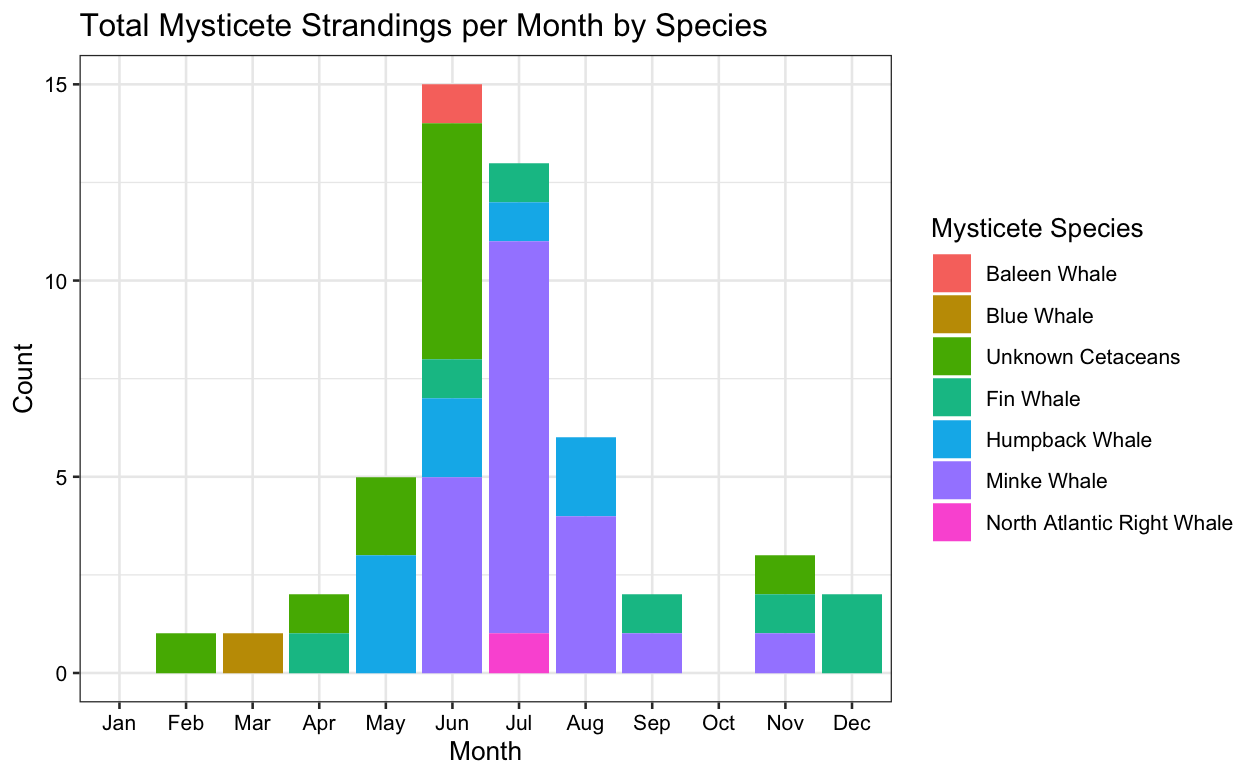 Total Mysticete Strandings per Month by Species
15
10
5
0
Count
Jan Feb Mar Apr May Jun Jul Aug Sep Oct Nov Dec
Month
Mysticete Species
Baleen Whale
Blue Whale
Unknown Cetaceans
Fin Whale
Humpback Whale
Minke Whale
North Atlantic Right Whale